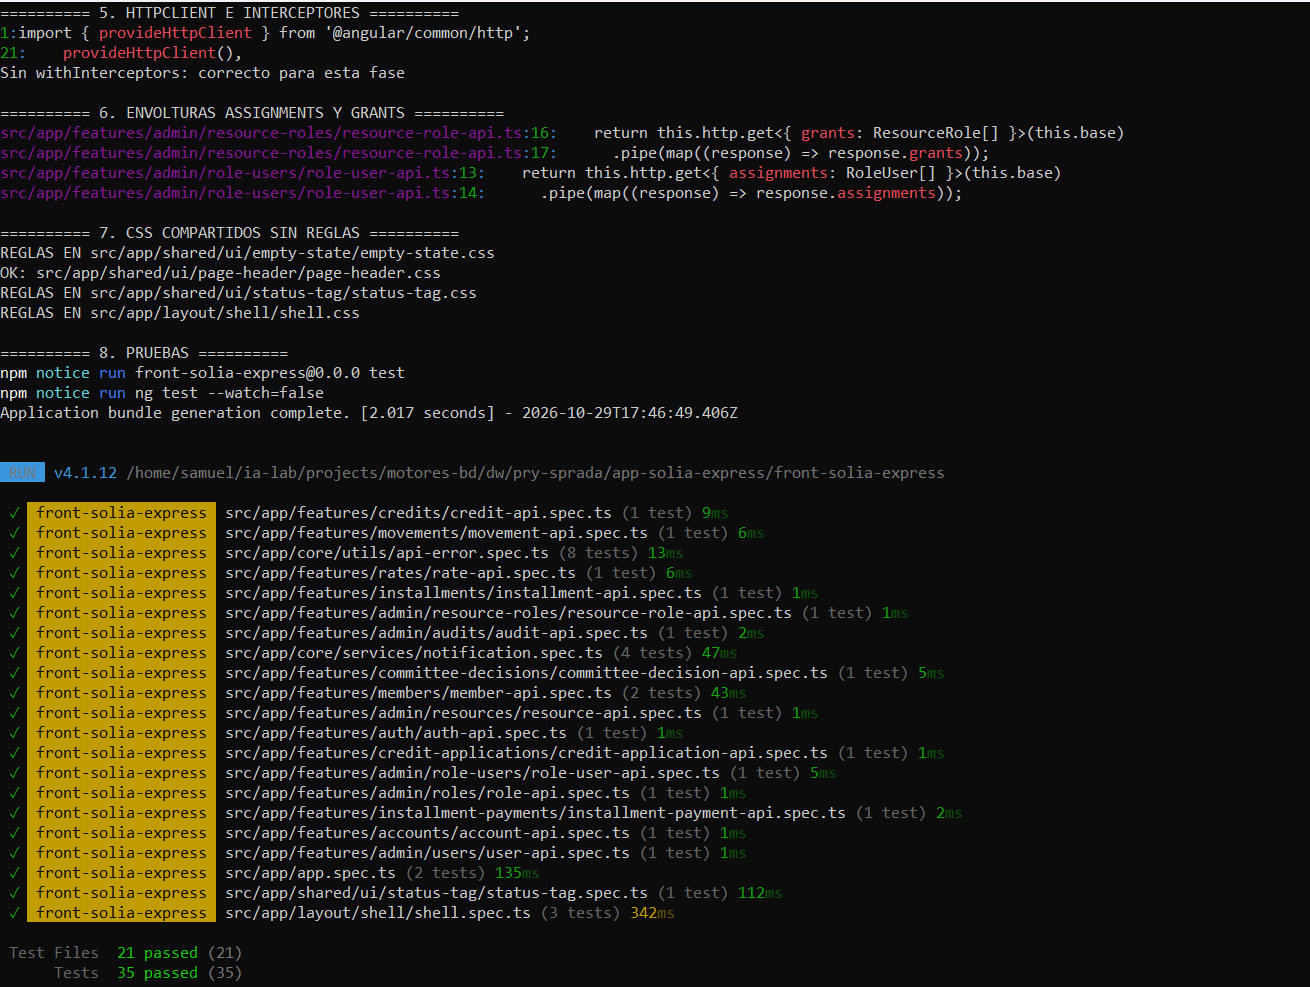 ========== 5. HTTPCLIENT E INTERCEPTORES ==========
1:import { provideHttpClient } from '@angular/common/http';
21:    provideHttpClient(),
Sin withInterceptors: correcto para esta fase
========== 6. ENVOLTURAS ASSIGNMENTS Y GRANTS ==========
src/app/features/admin/resource-roles/resource-role-api.ts:16:    return this.http.get<{ grants: ResourceRole[] }>(this.base)
src/app/features/admin/resource-roles/resource-role-api.ts:17:      .pipe(map((response) => response.grants));
src/app/features/admin/role-users/role-user-api.ts:13:    return this.http.get<{ assignments: RoleUser[] }>(this.base)
src/app/features/admin/role-users/role-user-api.ts:14:      .pipe(map((response) => response.assignments));
========== 7. CSS COMPARTIDOS SIN REGLAS ==========
REGLAS EN src/app/shared/ui/empty-state/empty-state.css
OK: src/app/shared/ui/page-header/page-header.css
REGLAS EN src/app/shared/ui/status-tag/status-tag.css
REGLAS EN src/app/layout/shell/shell.css
========== 8. PRUEBAS ==========
npm notice run front-solia-express@0.0.0 test
npm notice run ng test --watch=false
Application bundle generation complete. [2.017 seconds] - 2026-10-29T17:46:49.406Z
RUN v4.1.12 /home/samuel/ia-lab/projects/motores-bd/dw/pry-sprada/app-solia-express/front-solia-express
✓ front-solia-express src/app/features/credits/credit-api.spec.ts (1 test) 9ms
✓ front-solia-express src/app/features/movements/movement-api.spec.ts (1 test) 6ms
✓ front-solia-express src/app/core/utils/api-error.spec.ts (8 tests) 13ms
✓ front-solia-express src/app/features/rates/rate-api.spec.ts (1 test) 6ms
✓ front-solia-express src/app/features/installments/installment-api.spec.ts (1 test) 1ms
✓ front-solia-express src/app/features/admin/resource-roles/resource-role-api.spec.ts (1 test) 1ms
✓ front-solia-express src/app/features/admin/audits/audit-api.spec.ts (1 test) 2ms
✓ front-solia-express src/app/core/services/notification.spec.ts (4 tests) 47ms
✓ front-solia-express src/app/features/committee-decisions/committee-decision-api.spec.ts (1 test) 5ms
✓ front-solia-express src/app/features/members/member-api.spec.ts (2 tests) 43ms
✓ front-solia-express src/app/features/admin/resources/resource-api.spec.ts (1 test) 1ms
✓ front-solia-express src/app/features/auth/auth-api.spec.ts (1 test) 1ms
✓ front-solia-express src/app/features/credit-applications/credit-application-api.spec.ts (1 test) 1ms
✓ front-solia-express src/app/features/admin/role-users/role-user-api.spec.ts (1 test) 5ms
✓ front-solia-express src/app/features/admin/roles/role-api.spec.ts (1 test) 1ms
✓ front-solia-express src/app/features/installment-payments/installment-payment-api.spec.ts (1 test) 2ms
✓ front-solia-express src/app/features/accounts/account-api.spec.ts (1 test) 1ms
✓ front-solia-express src/app/features/admin/users/user-api.spec.ts (1 test) 1ms
✓ front-solia-express src/app/app.spec.ts (2 tests) 135ms
✓ front-solia-express src/app/shared/ui/status-tag/status-tag.spec.ts (1 test) 112ms
✓ front-solia-express src/app/layout/shell/shell.spec.ts (3 tests) 342ms
Test Files  21 passed (21)
Tests  35 passed (35)